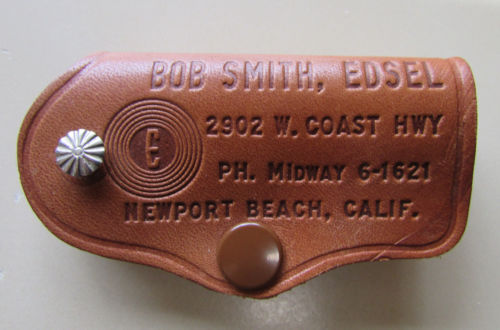 BOB SMITH, EDSEL
2902 W. COAST HWY
E
PH. MIDWAY 6-1621
NEWPORT BEACH, CALIF.